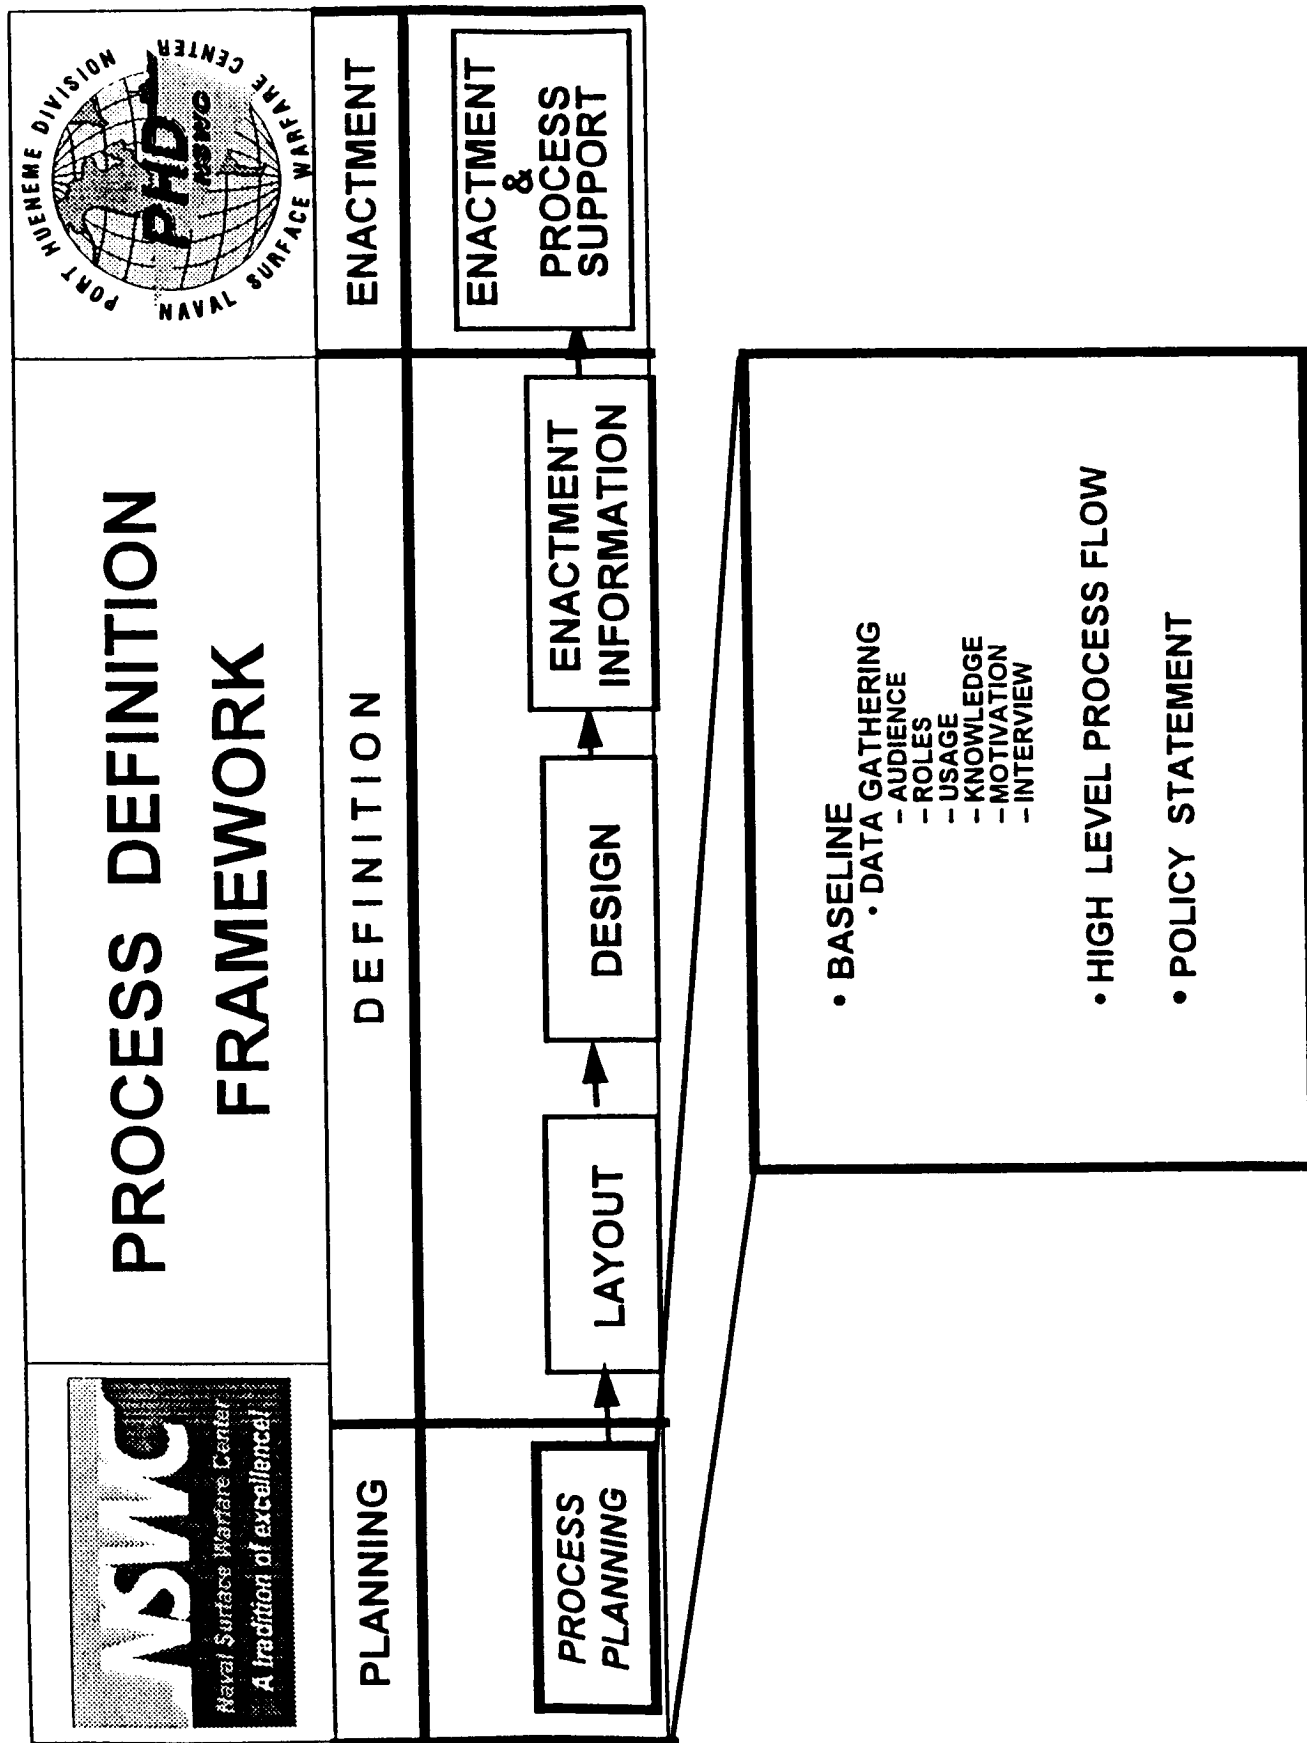 NSWC
Naval Surface Warfare Center
A tradition of excellence!
PROCESS DEFINITION
FRAMEWORK
PORT HUENEME DIVISION
PHD
NSWC
NAVAL SURFACE WARFARE CENTER
PLANNING
DEFINITION
ENACTMENT
PROCESS
PLANNING
LAYOUT
DESIGN
ENACTMENT
INFORMATION
ENACTMENT
&
PROCESS
SUPPORT
• BASELINE
• DATA GATHERING
– AUDIENCE
– ROLES
– USAGE
– KNOWLEDGE
– MOTIVATION
– INTERVIEW
• HIGH LEVEL PROCESS FLOW
• POLICY STATEMENT